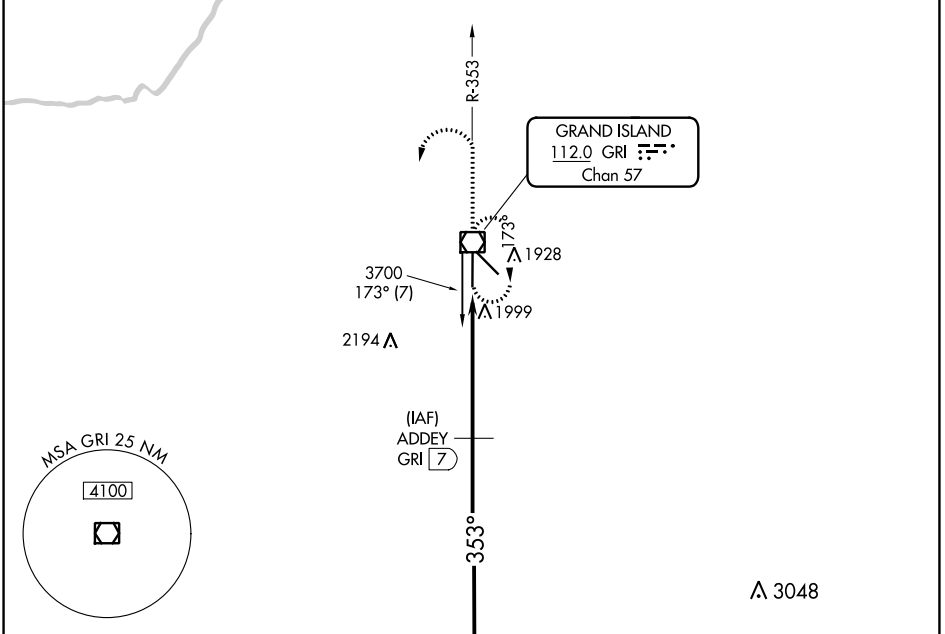 R-353
GRAND ISLAND
112.0 GRI
Chan 57
173°
1928
3700
173° (7)
1999
2194
(IAF)
ADDEY
GRI 7
MSA GRI 25 NM
4100
353°
3048